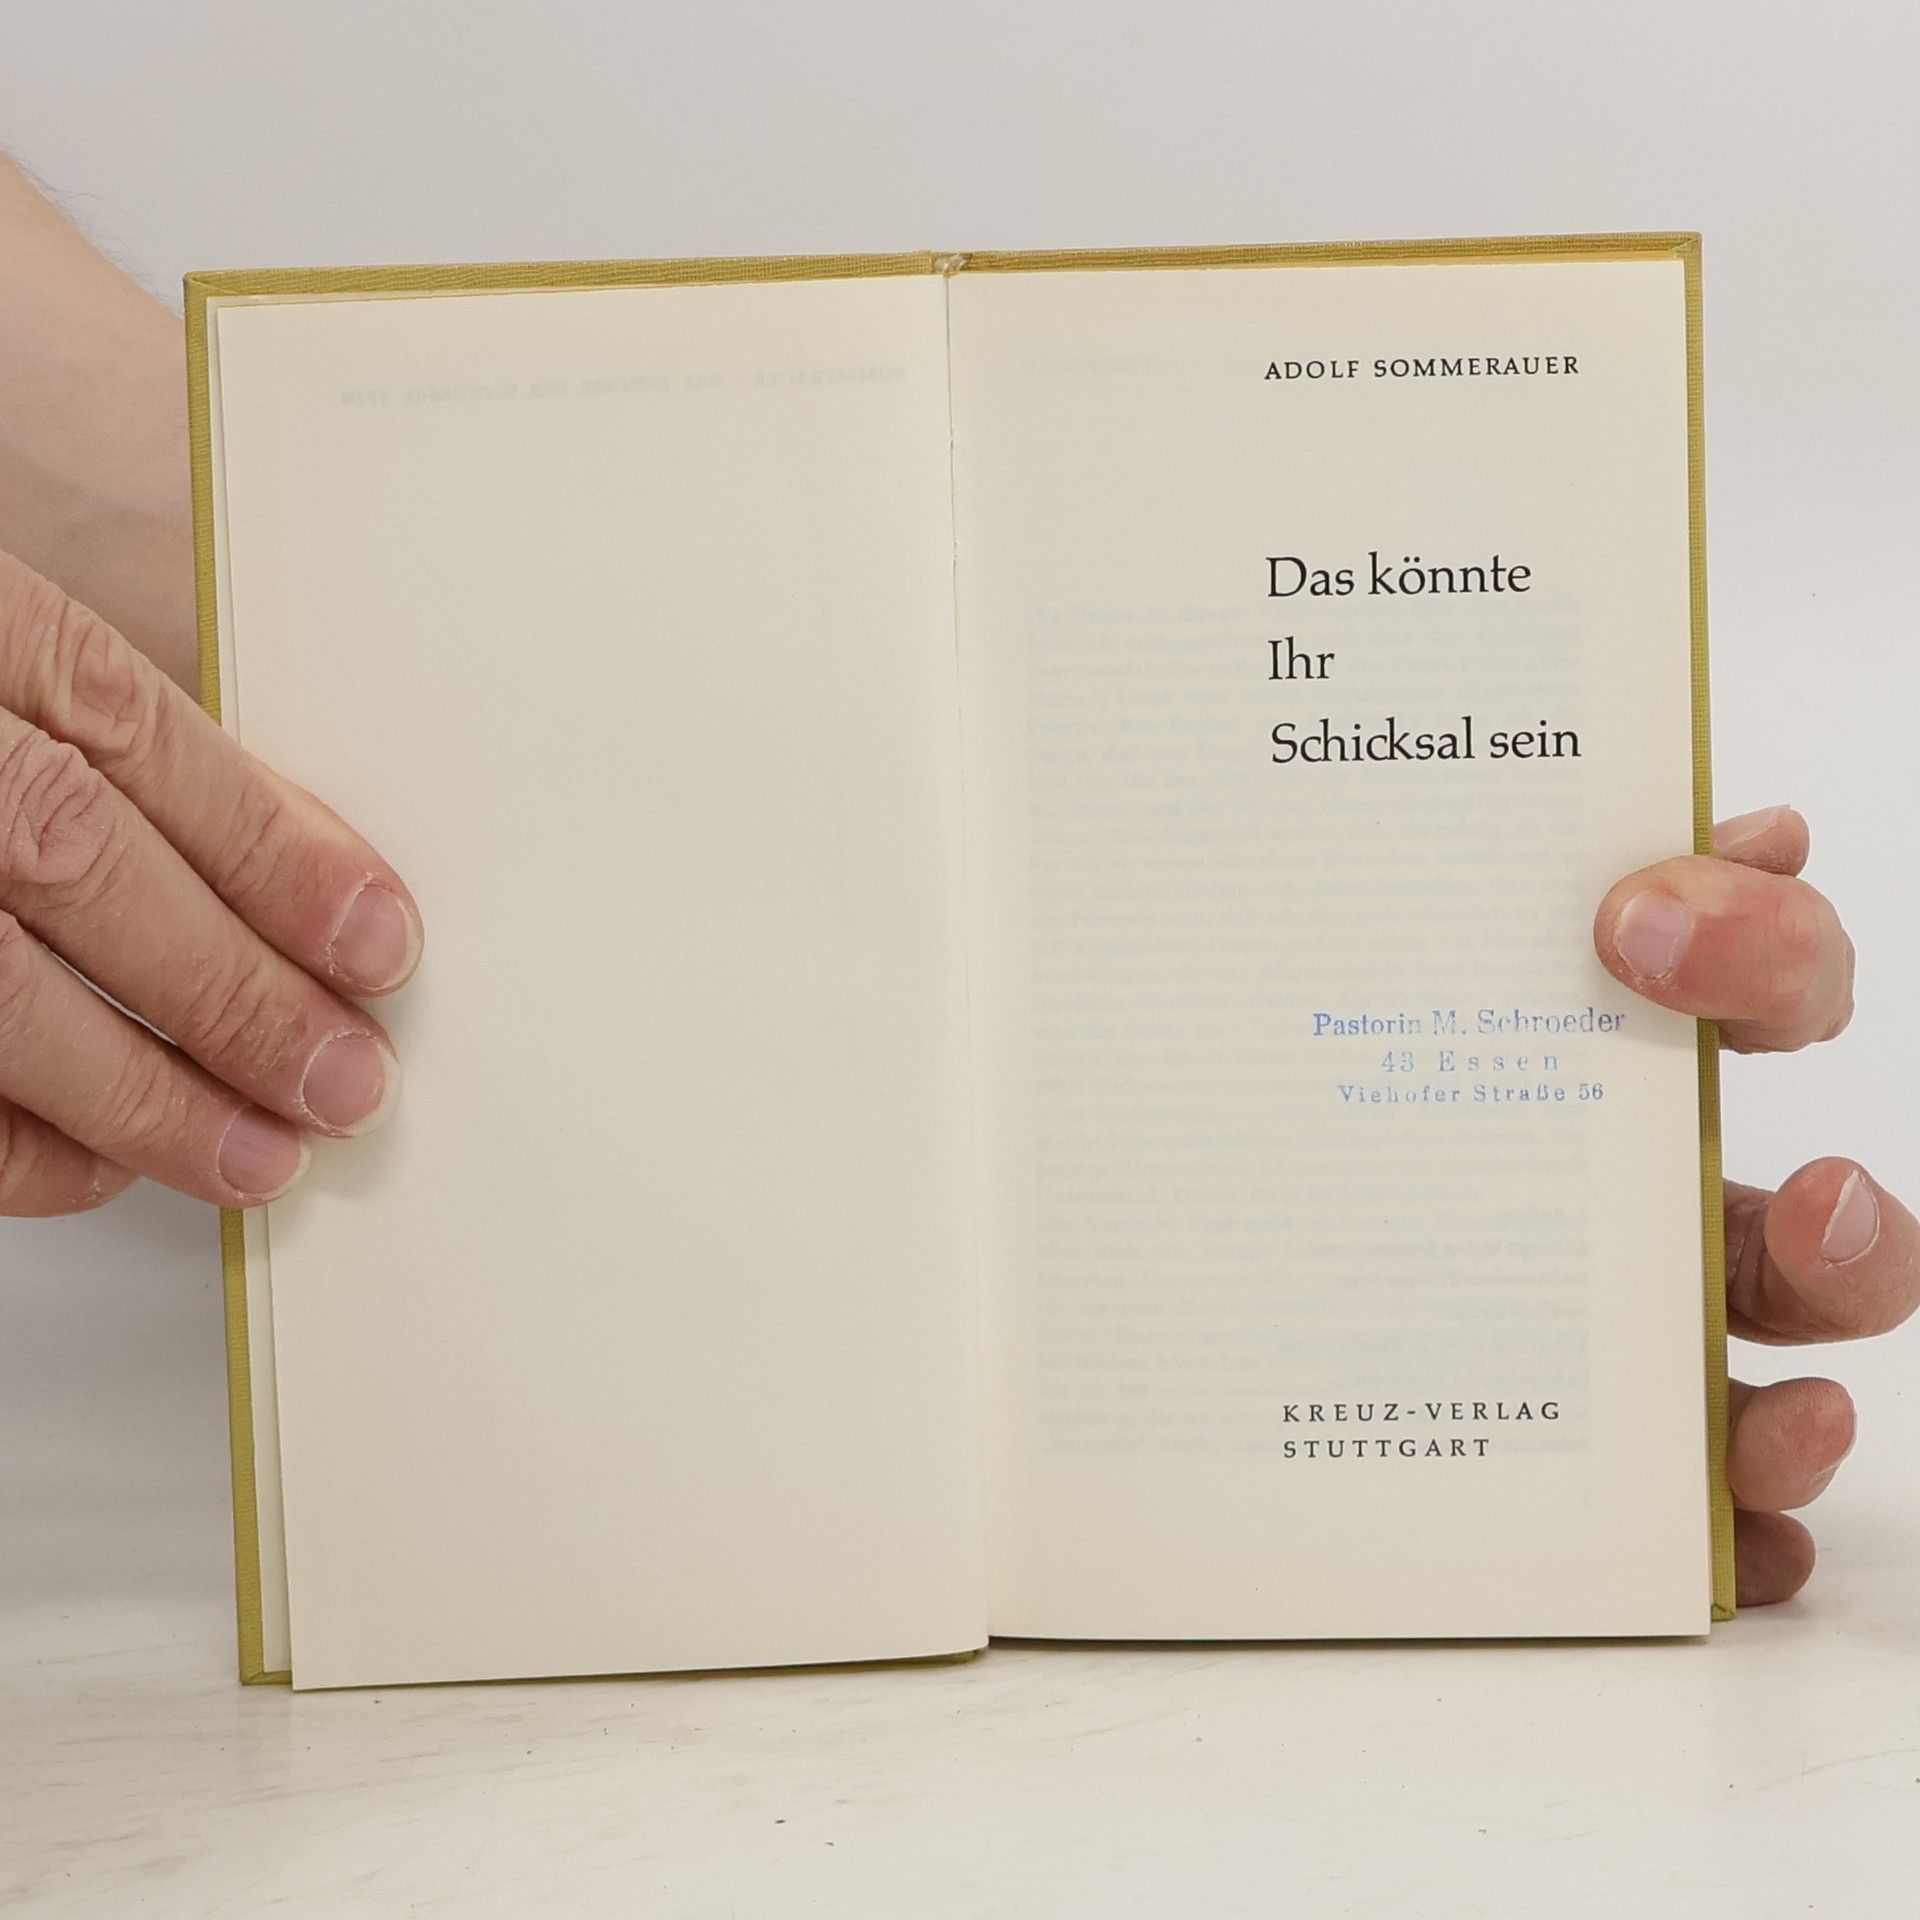 ADOLF SOMMERAUER
Das könnte
Ihr
Schicksal sein
Pastorin M. Schroeder
43 Essen
Viehofer Straße 56
KREUZ-VERLAG
STUTTGART